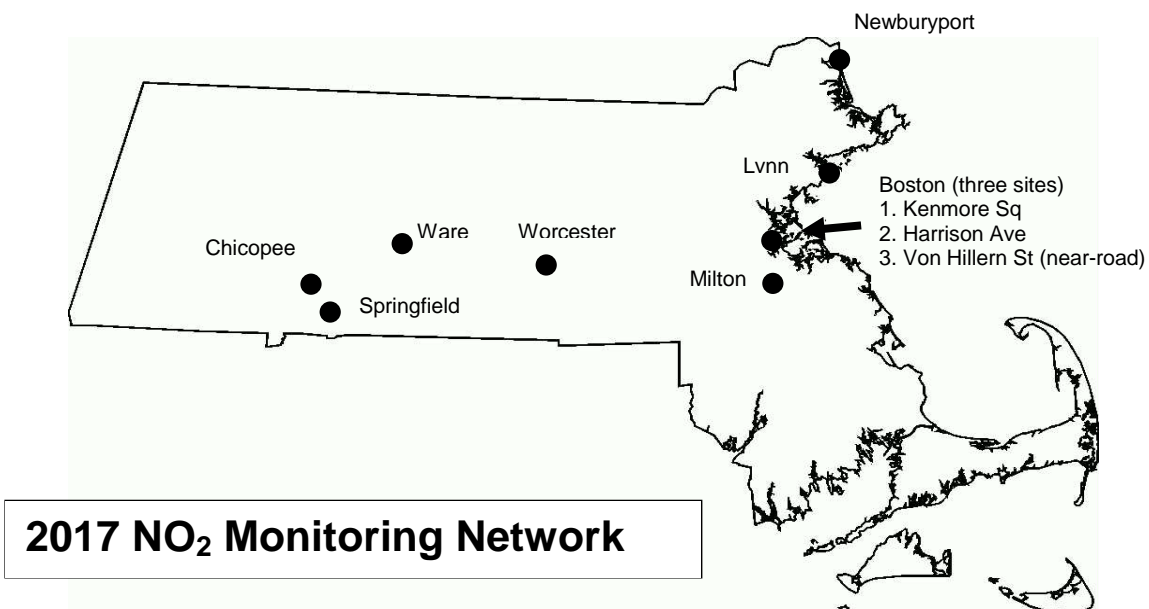 Newburyport
Lynn
Boston (three sites)
1. Kenmore Sq
2. Harrison Ave
3. Von Hillern St (near-road)
Ware
Worcester
Chicopee
Milton
Springfield
2017 NO₂ Monitoring Network